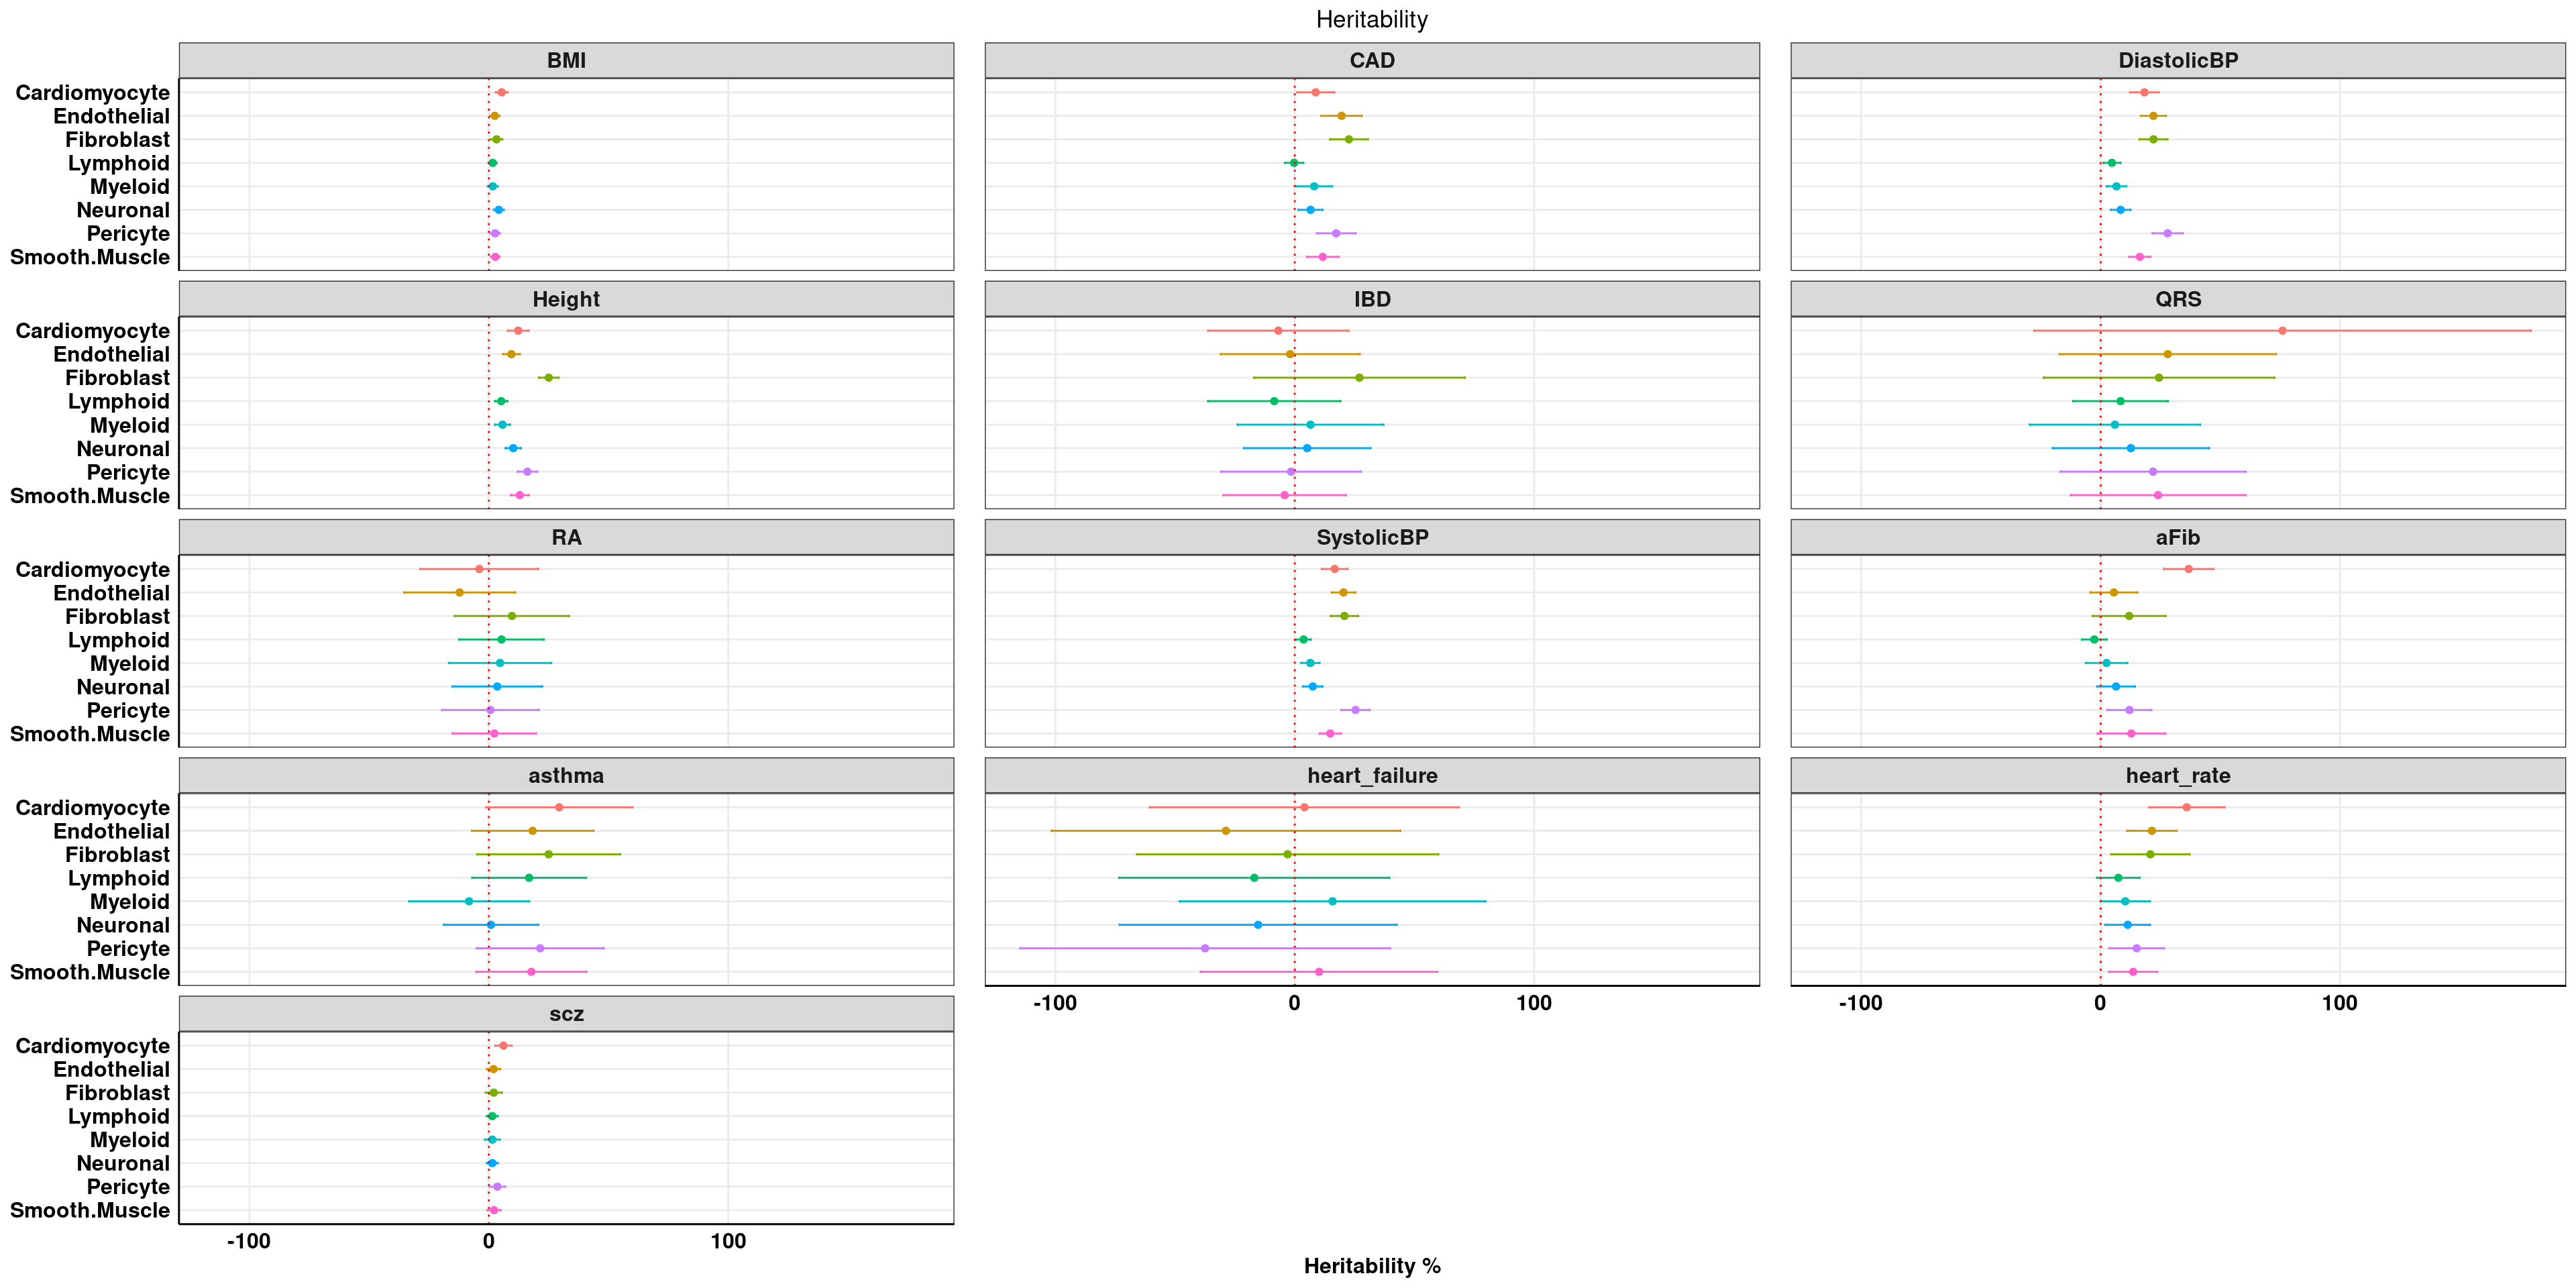 Heritability
BMI
CAD
DiastolicBP
Cardiomyocyte
Endothelial
Fibroblast
Lymphoid
Myeloid
Neuronal
Pericyte
Smooth.Muscle
Height
IBD
QRS
Cardiomyocyte
Endothelial
Fibroblast
Lymphoid
Myeloid
Neuronal
Pericyte
Smooth.Muscle
RA
SystolicBP
aFib
Cardiomyocyte
Endothelial
Fibroblast
Lymphoid
Myeloid
Neuronal
Pericyte
Smooth.Muscle
asthma
heart_failure
heart_rate
Cardiomyocyte
Endothelial
Fibroblast
Lymphoid
Myeloid
Neuronal
Pericyte
Smooth.Muscle
-100 0 100
-100 0 100
scz
Cardiomyocyte
Endothelial
Fibroblast
Lymphoid
Myeloid
Neuronal
Pericyte
Smooth.Muscle
-100 0 100
Heritability %